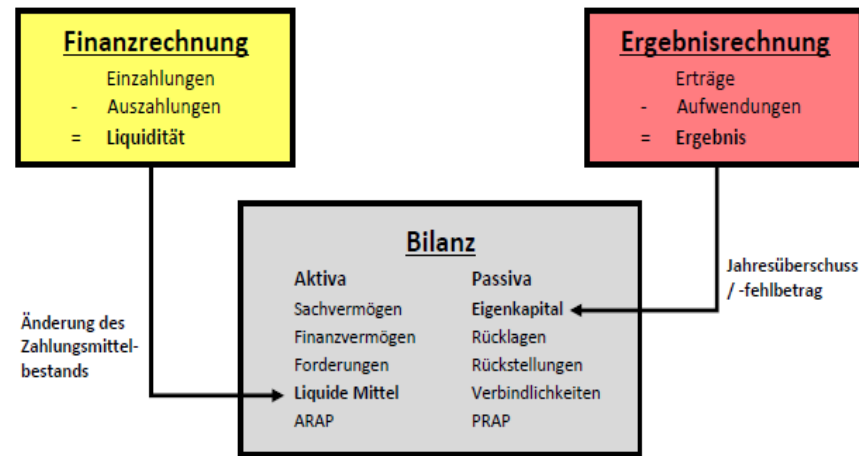 Finanzrechnung
Einzahlungen
- Auszahlungen
= Liquidität
Ergebnisrechnung
Erträge
- Aufwendungen
= Ergebnis
Änderung des
Zahlungsmittel-
bestands
Bilanz
Aktiva Passiva
Sachvermögen Eigenkapital
Finanzvermögen Rücklagen
Forderungen Rückstellungen
Liquide Mittel Verbindlichkeiten
ARAP PRAP
Jahresüberschuss
/ -fehlbetrag